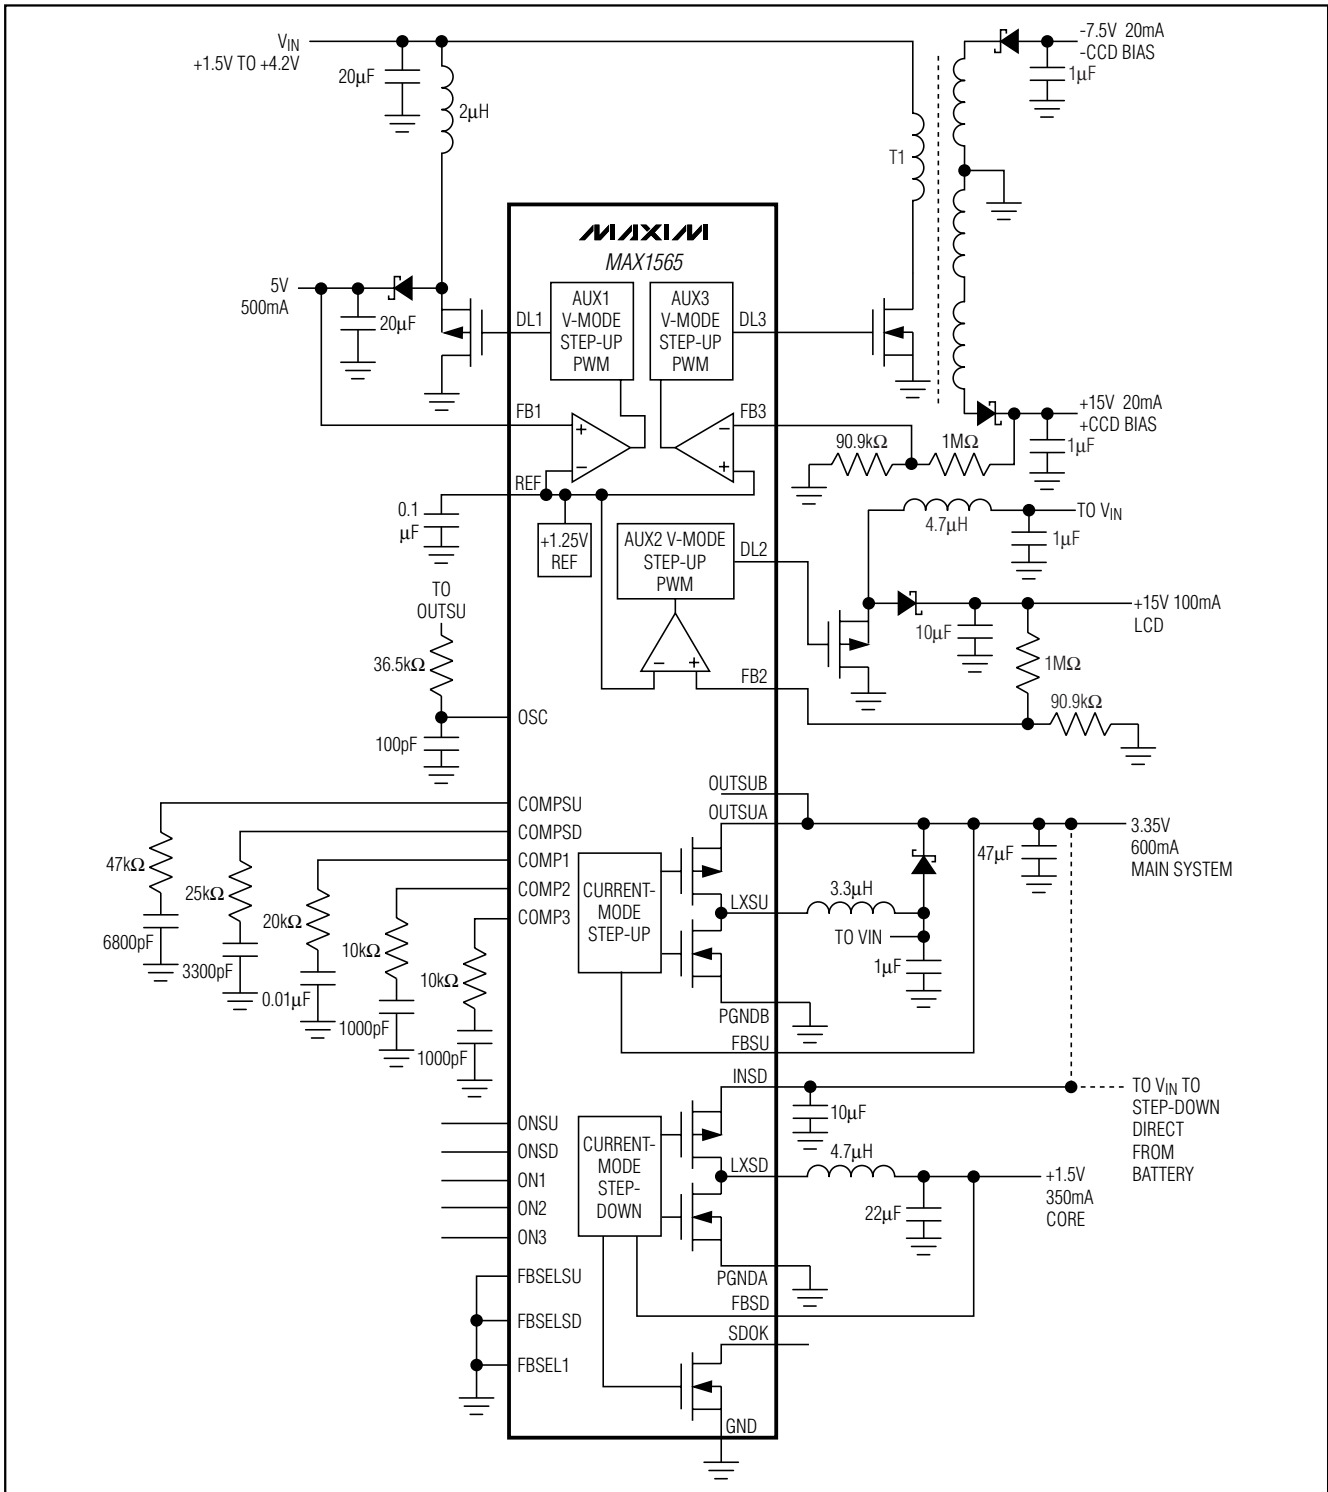 VIN
+1.5V TO +4.2V
20μF
2μH
T1
-7.5V 20mA
-CCD BIAS
1μF
MAXIM
MAX1565
5V
500mA
20μF
DL1
AUX1
V-MODE
STEP-UP
PWM
AUX3
V-MODE
STEP-UP
PWM
DL3
FB1
+
−
−
+
FB3
90.9kΩ
1MΩ
+15V 20mA
+CCD BIAS
1μF
REF
0.1
μF
+1.25V
REF
AUX2 V-MODE
STEP-UP
PWM
DL2
4.7μH
TO VIN
1μF
TO
OUTSU
36.5kΩ
−
+
FB2
10μF
+15V 100mA
LCD
1MΩ
90.9kΩ
OSC
100pF
OUTSUB
OUTSUA
COMPSU
COMPSD
COMP1
COMP2
COMP3
47kΩ
6800pF
25kΩ
3300pF
20kΩ
0.01μF
10kΩ
1000pF
10kΩ
1000pF
CURRENT-
MODE
STEP-UP
LXSU
3.3μH
TO VIN
1μF
47μF
3.35V
600mA
MAIN SYSTEM
PGNDB
FBSU
INSD
10μF
TO VIN TO
STEP-DOWN
DIRECT
FROM
BATTERY
ONSU
ONSD
ON1
ON2
ON3
CURRENT-
MODE
STEP-
DOWN
LXSD
4.7μH
22μF
+1.5V
350mA
CORE
PGNDA
FBSD
FBSELSU
FBSELSD
FBSEL1
SDOK
GND